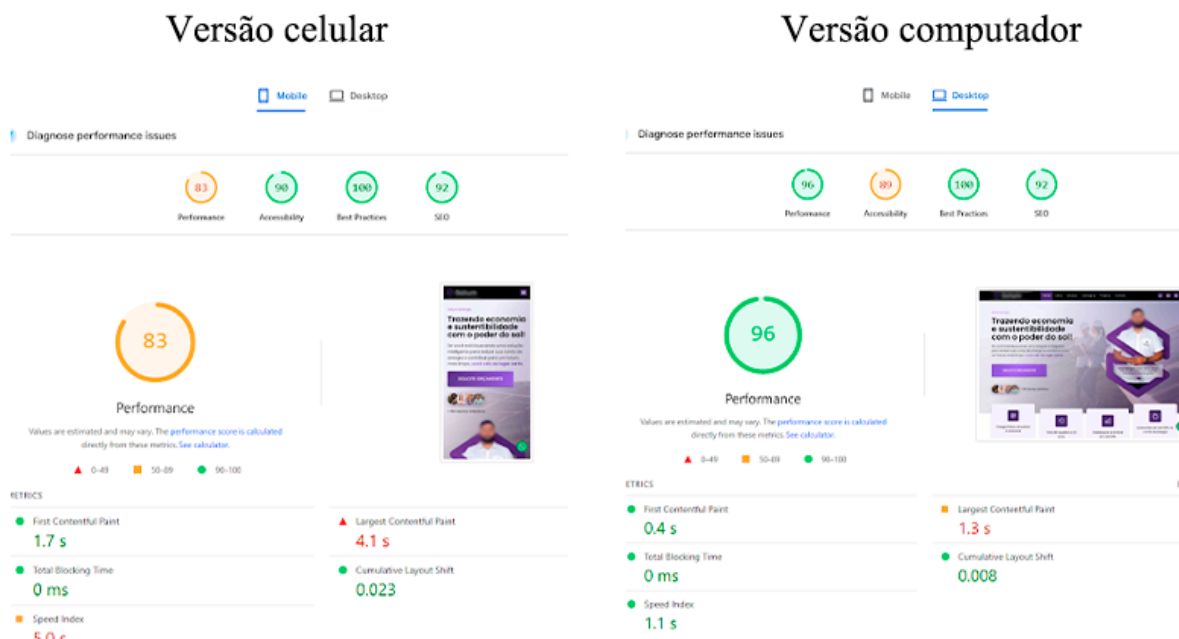 Versão celular
Mobile
Desktop
Diagnose performance issues
83
90
100
92
Performance
Accessibility
Best Practices
SEO
83
Performance
Values are estimated and may vary. The performance score is calculated
directly from these metrics. See calculator.
0–49
50–89
90–100
METRICS
First Contentful Paint
1.7 s
Largest Contentful Paint
4.1 s
Total Blocking Time
0 ms
Cumulative Layout Shift
0.023
Speed Index
5.0 s
Trazendo economia
e sustentibilidade
com o poder do sol!
SOLICITE ORÇAMENTO
Versão computador
Mobile
Desktop
Diagnose performance issues
96
89
100
92
Performance
Accessibility
Best Practices
SEO
96
Performance
Values are estimated and may vary. The performance score is calculated
directly from these metrics. See calculator.
0–49
50–89
90–100
ETRICS
First Contentful Paint
0.4 s
Largest Contentful Paint
1.3 s
Total Blocking Time
0 ms
Cumulative Layout Shift
0.008
Speed Index
1.1 s
Trazendo economia
e sustentibilidade
com o poder do sol!